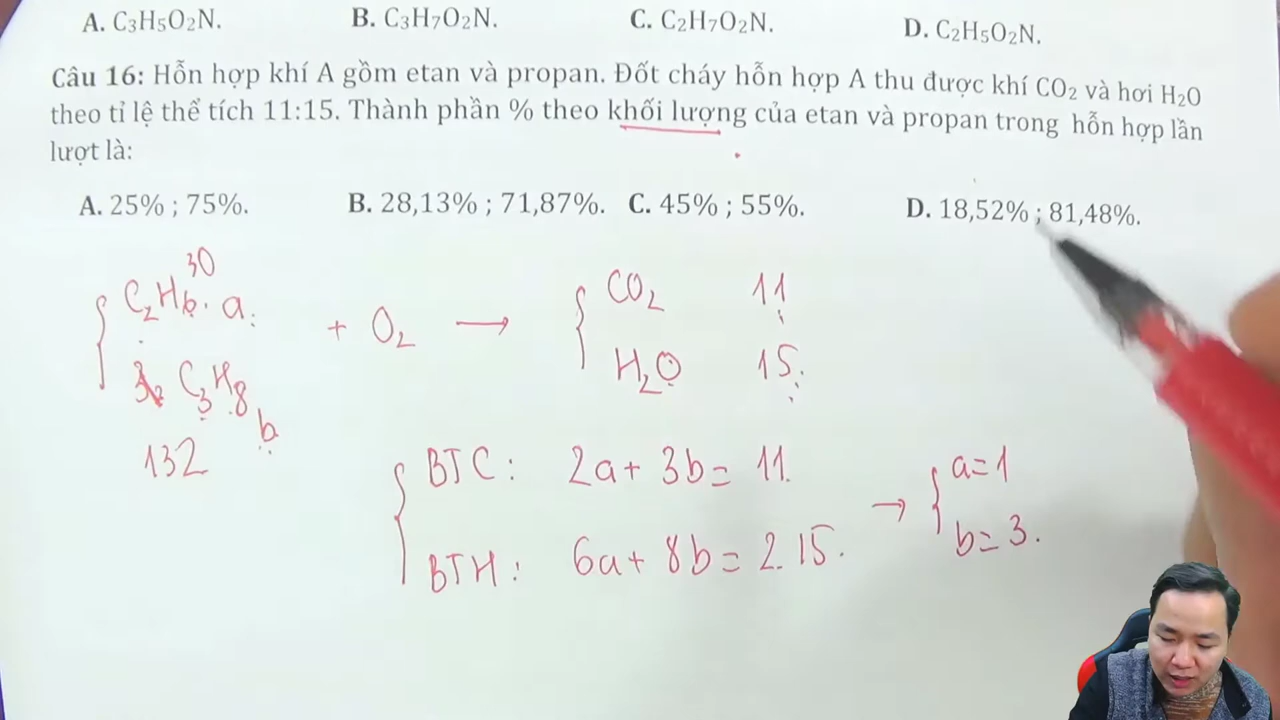 A. C3H5O2N. B. C3H7O2N. C. C2H7O2N. D. C2H5O2N.
Câu 16: Hỗn hợp khí A gồm etan và propan. Đốt cháy hỗn hợp A thu được khí CO2 và hơi H2O
theo tỉ lệ thể tích 11:15. Thành phần % theo khối lượng của etan và propan trong hỗn hợp lần
lượt là:
A. 25% ; 75%. B. 28,13% ; 71,87%. C. 45% ; 55%. D. 18,52% ; 81,48%.
30
C2H6. a.
+ O2 →
CO2 11
H2O 15.
C3H8
b
132
BTC: 2a+ 3b= 11.
BTH: 6a+ 8b= 2.15.
→ a=1
b=3.